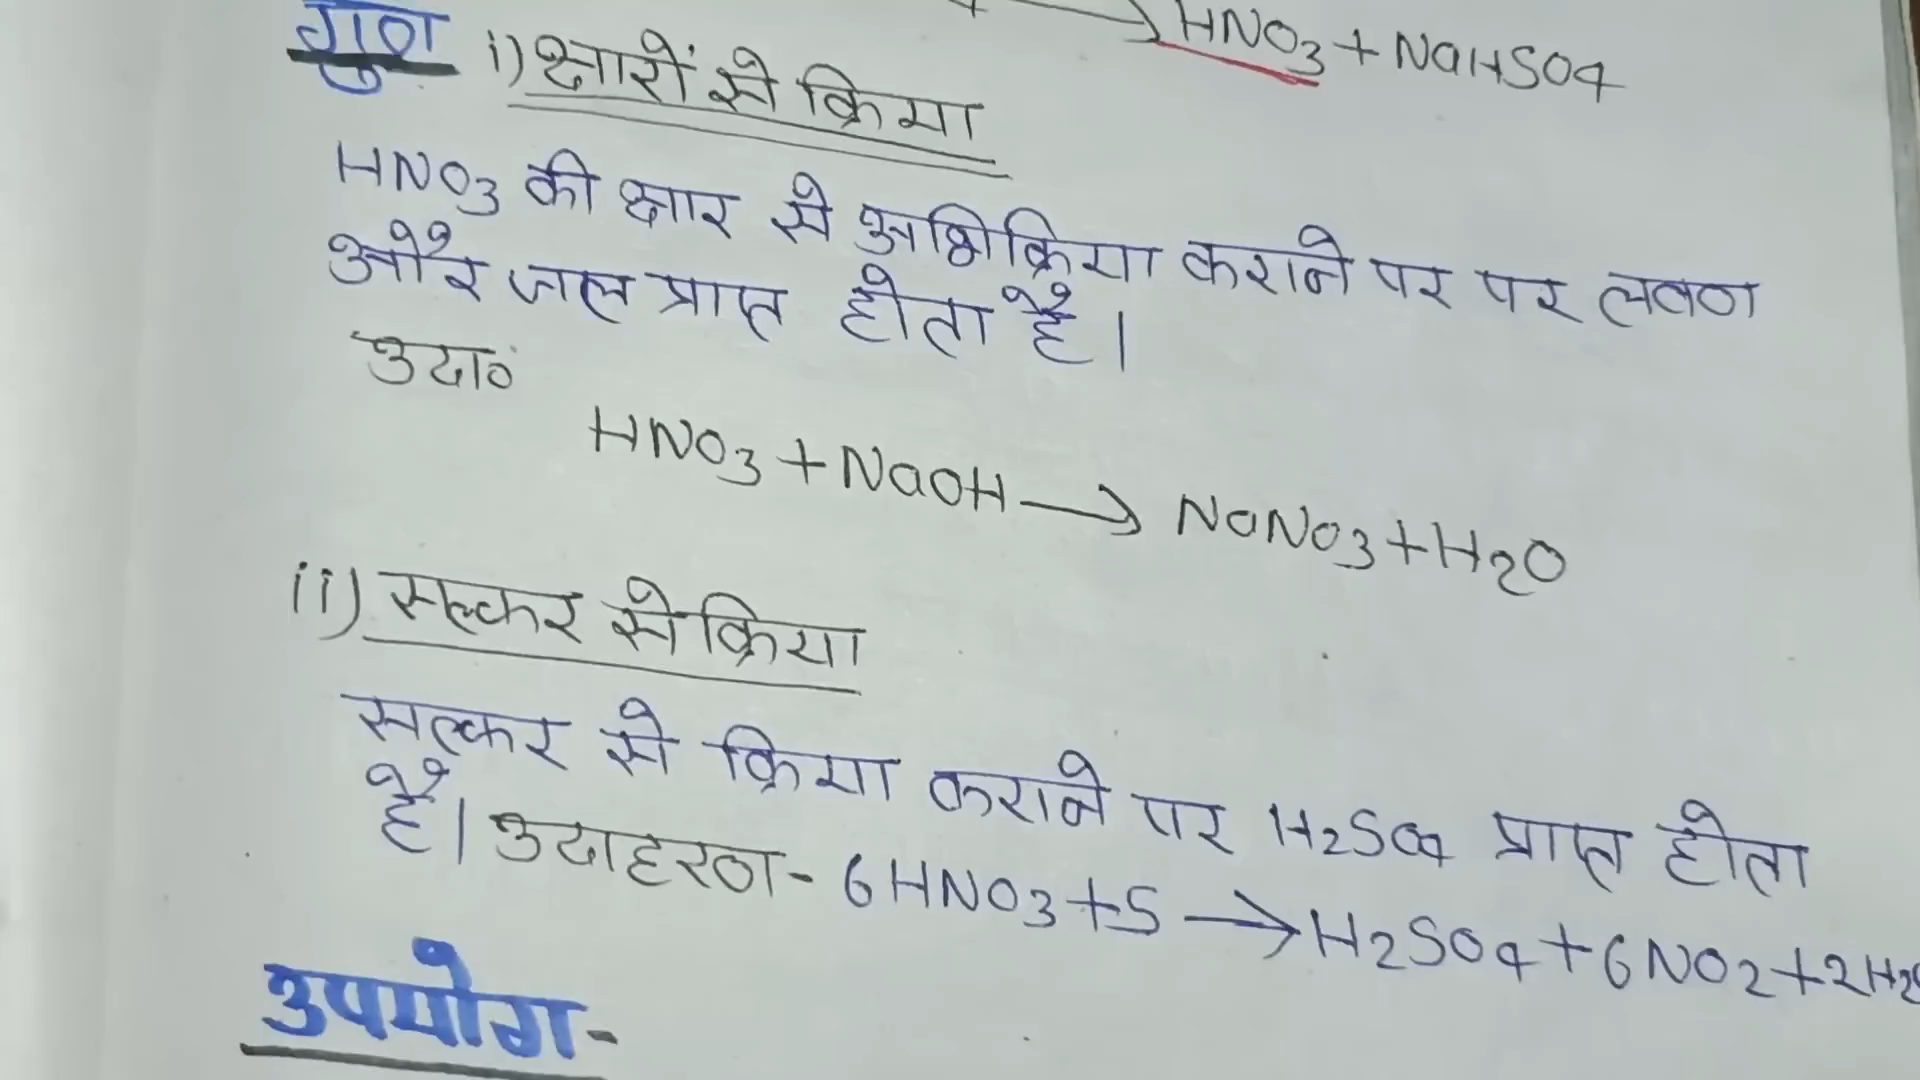 → HNO3 + NaHSO4
गुण i) क्षारों से क्रिया
HNO3 की क्षार से अभिक्रिया कराने पर पर लवण
और जल प्राप्त होता है।
उदा०
HNO3 + NaOH → NaNO3 + H2O
ii) सल्फर से क्रिया
सल्फर से क्रिया कराने पर H2SO4 प्राप्त होता
है। उदाहरण- 6HNO3 + S → H2SO4 + 6NO2 + 2H2O
उपयोग-